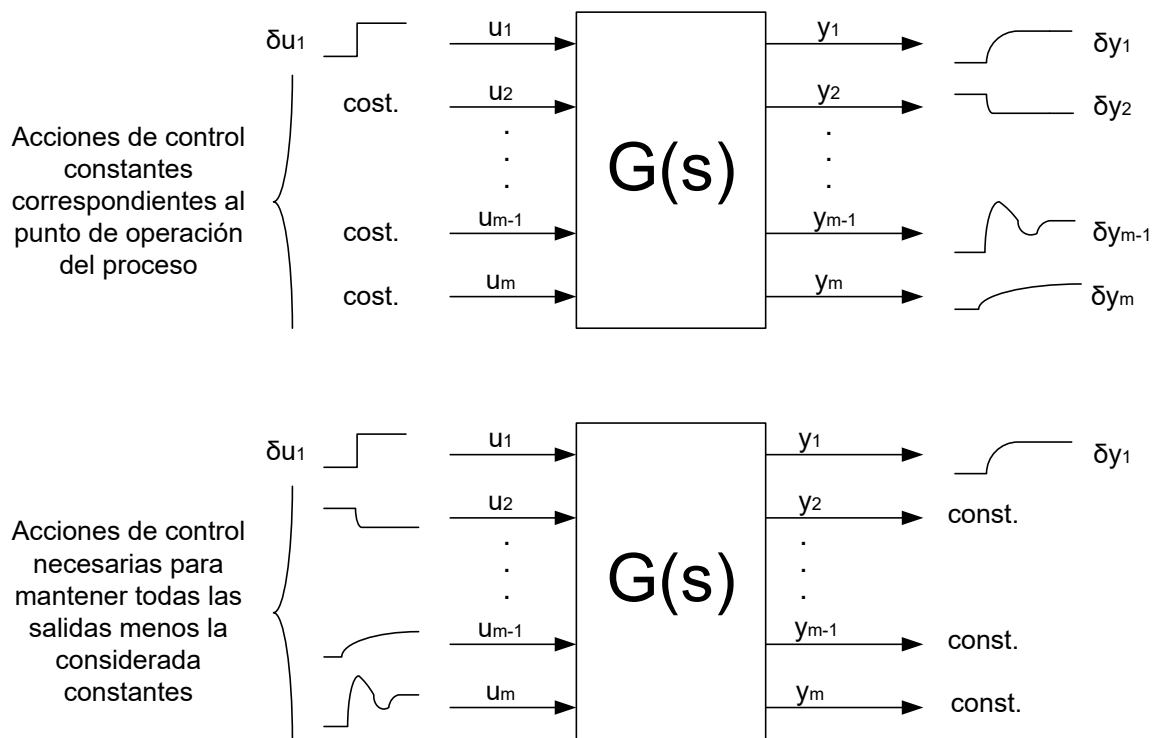 δu1 u1 y1 δy1
cost. u2 y2 δy2
Acciones de control
constantes
correspondientes al
punto de operación
del proceso
G(s)
cost. um-1 ym-1 δym-1
cost. um ym δym
δu1 u1 y1 δy1
u2 y2 const.
Acciones de control
necesarias para
mantener todas las
salidas menos la
considerada
constantes
G(s)
um-1 ym-1 const.
um ym const.